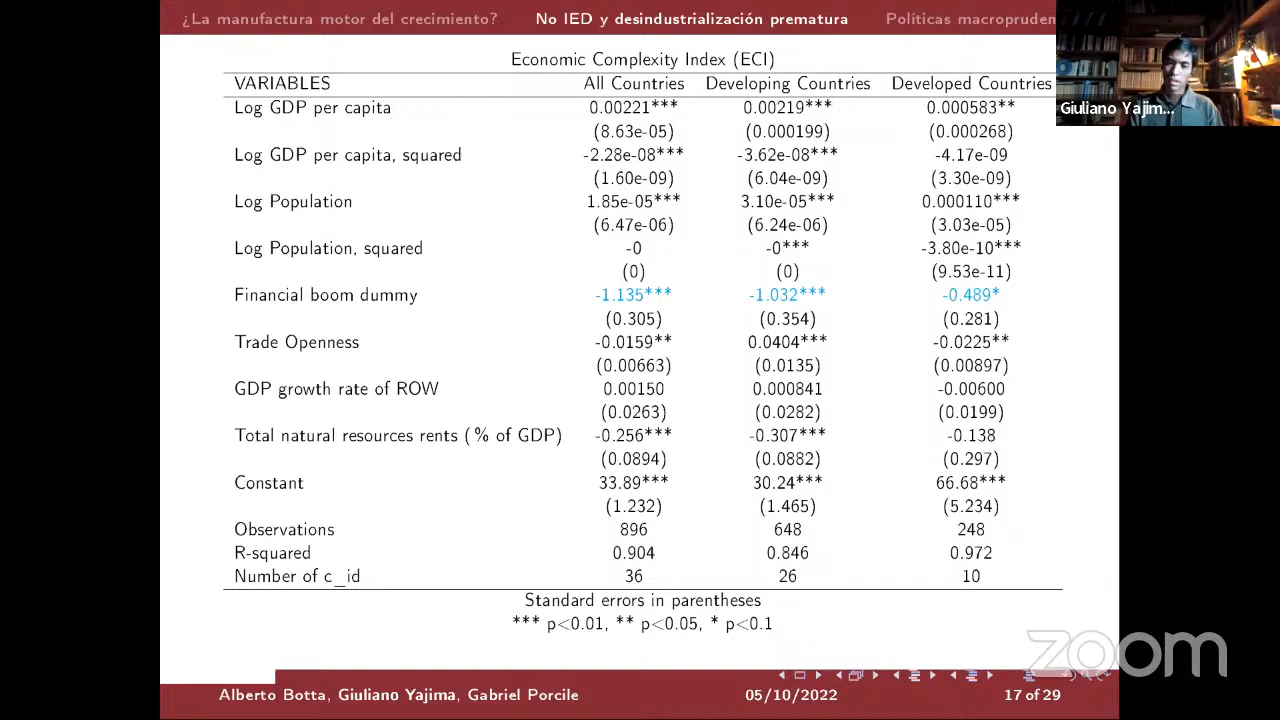 ¿La manufactura motor del crecimiento? No IED y desindustrialización prematura Políticas macropruden
Giuliano Yajim...
Economic Complexity Index (ECI)
VARIABLES All Countries Developing Countries Developed Countries
Log GDP per capita 0.00221*** 0.00219*** 0.000583**
(8.63e-05) (0.000199) (0.000268)
Log GDP per capita, squared -2.28e-08*** -3.62e-08*** -4.17e-09
(1.60e-09) (6.04e-09) (3.30e-09)
Log Population 1.85e-05*** 3.10e-05*** 0.000110***
(6.47e-06) (6.24e-06) (3.03e-05)
Log Population, squared -0 -0*** -3.80e-10***
(0) (0) (9.53e-11)
Financial boom dummy -1.135*** -1.032*** -0.489*
(0.305) (0.354) (0.281)
Trade Openness -0.0159** 0.0404*** -0.0225**
(0.00663) (0.0135) (0.00897)
GDP growth rate of ROW 0.00150 0.000841 -0.00600
(0.0263) (0.0282) (0.0199)
Total natural resources rents (% of GDP) -0.256*** -0.307*** -0.138
(0.0894) (0.0882) (0.297)
Constant 33.89*** 30.24*** 66.68***
(1.232) (1.465) (5.234)
Observations 896 648 248
R-squared 0.904 0.846 0.972
Number of c_id 36 26 10
Standard errors in parentheses
*** p<0.01, ** p<0.05, * p<0.1
zoom
Alberto Botta, Giuliano Yajima, Gabriel Porcile 05/10/2022 17 of 29